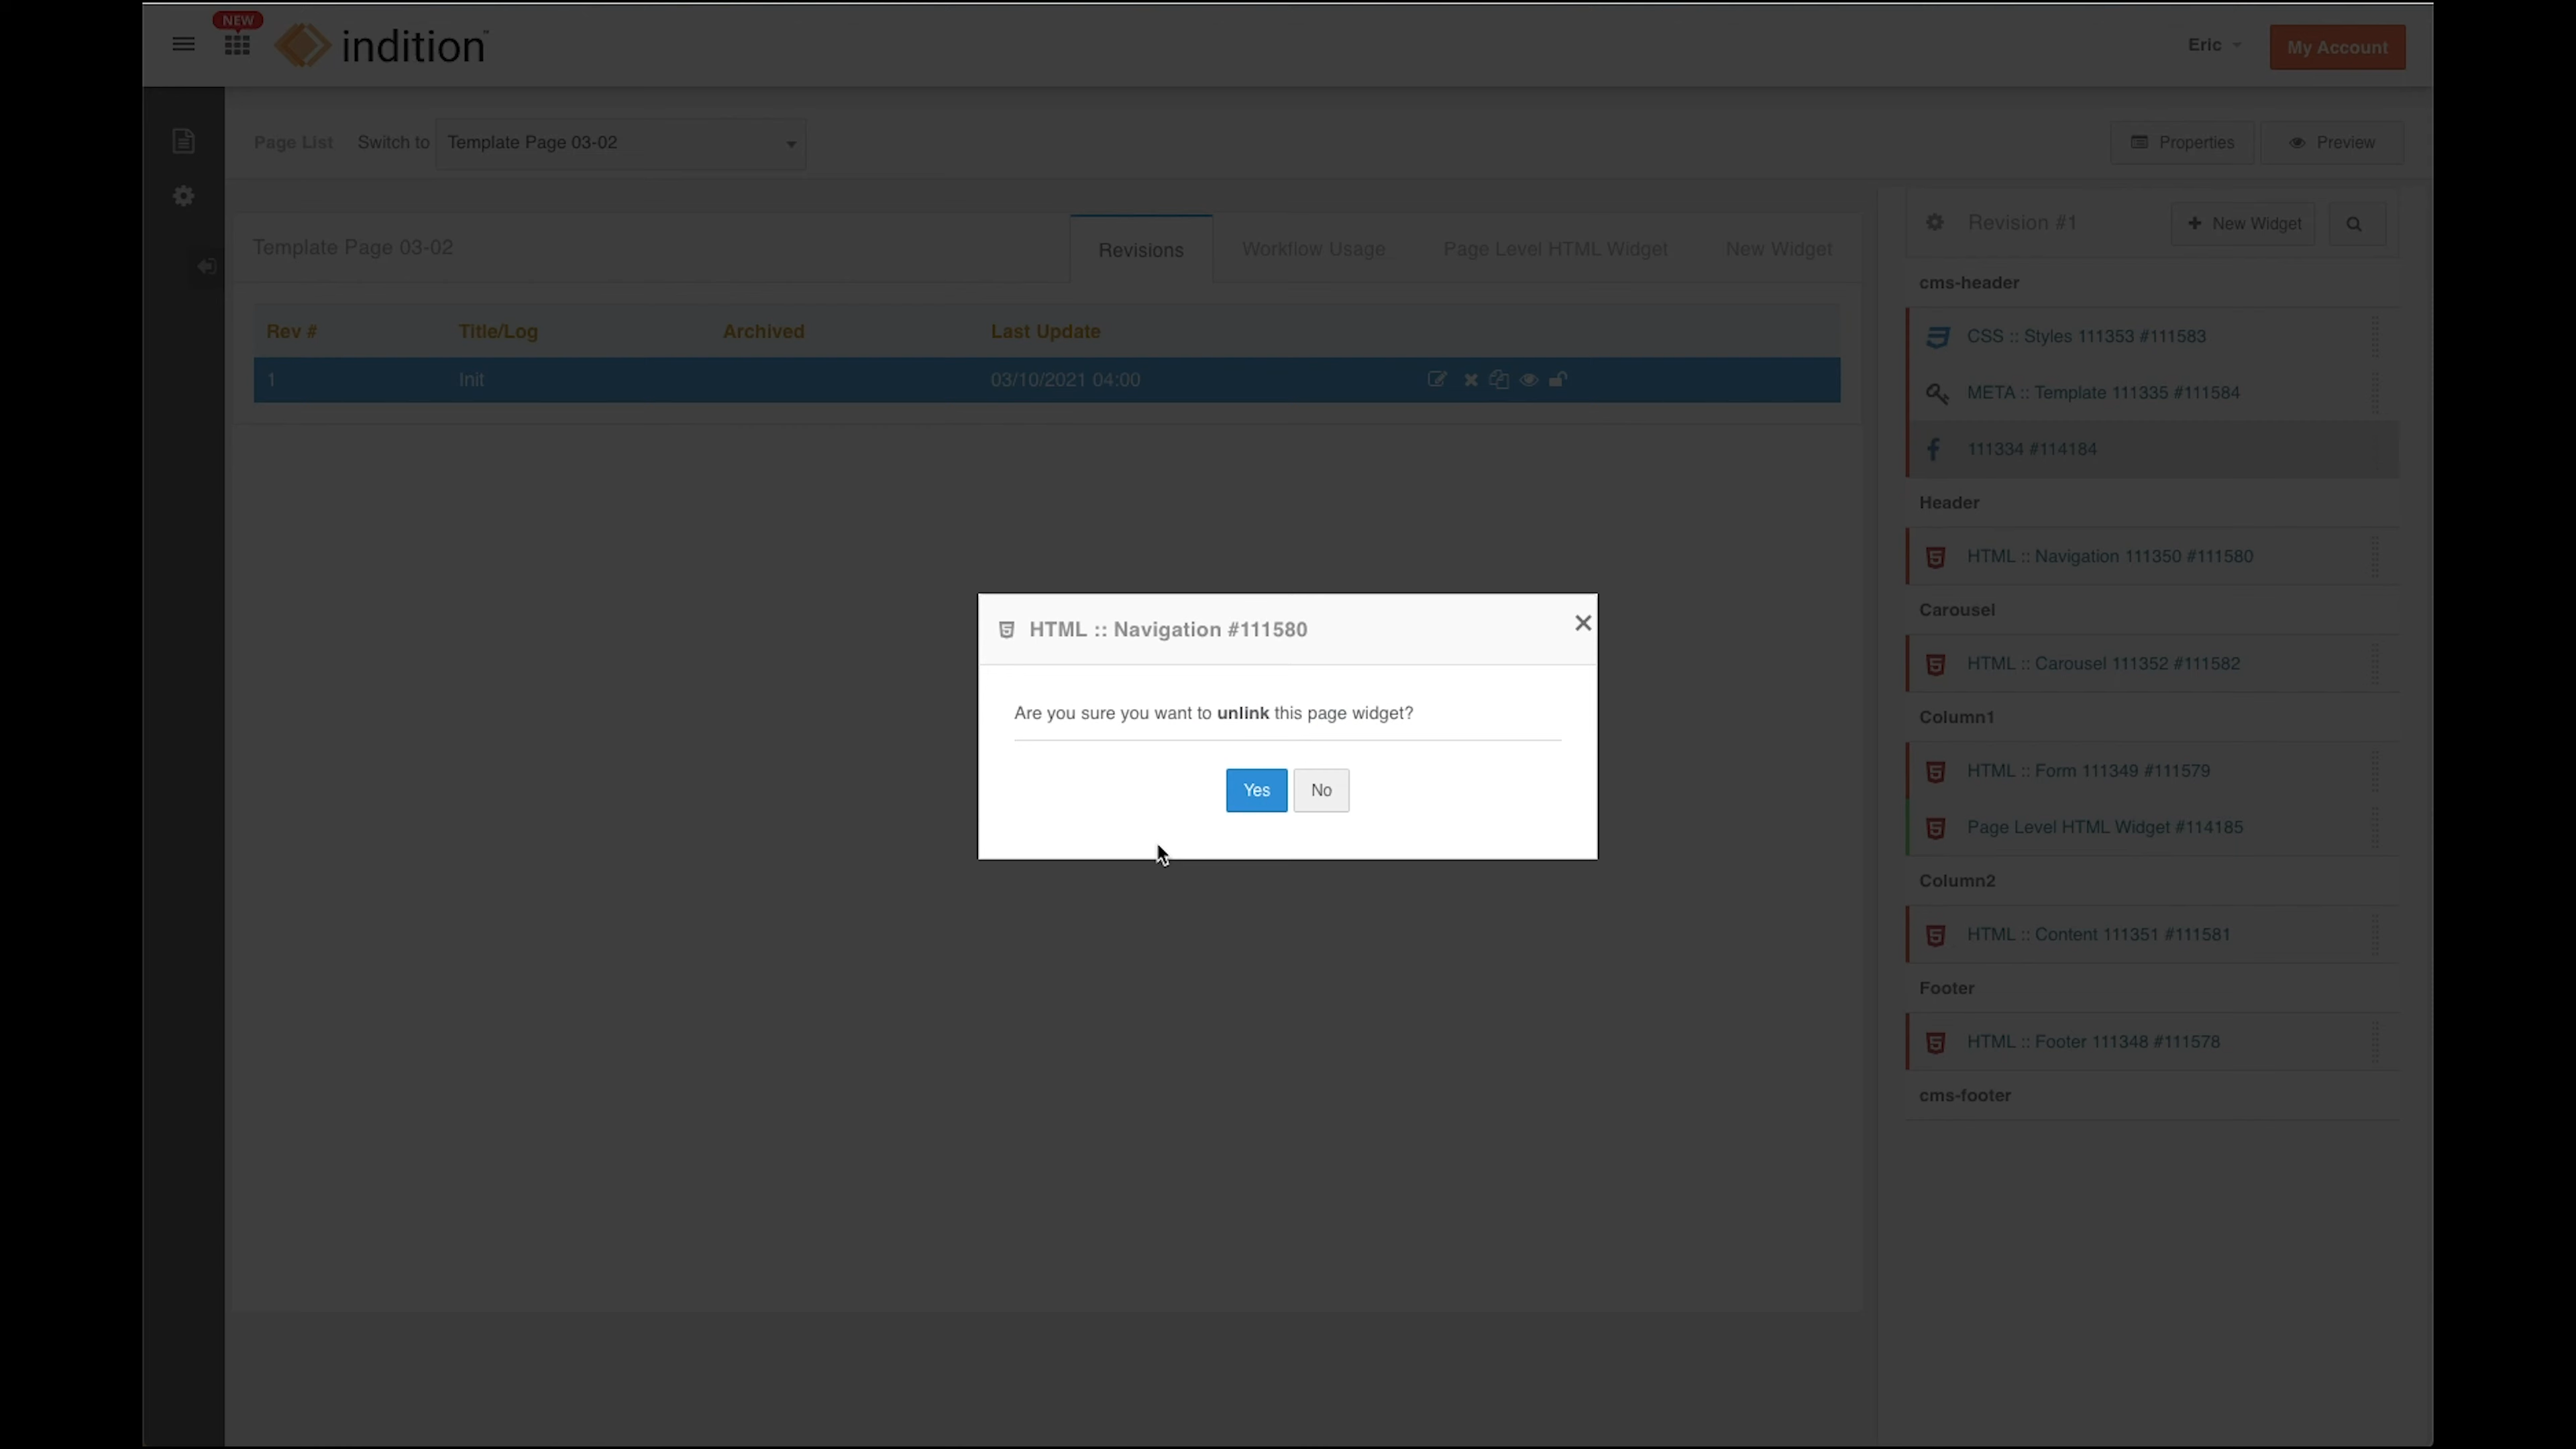 NEW
indition
Eric
My Account
Page List Switch to Template Page 03-02
Properties Preview
Template Page 03-02
Revisions Workflow Usage Page Level HTML Widget New Widget
Rev # Title/Log Archived Last Update
1 Init 03/10/2021 04:00
Revision #1 New Widget
cms-header
CSS :: Styles 111353 #111583
META :: Template 111335 #111584
111334 #114184
Header
HTML :: Navigation 111350 #111580
Carousel
HTML :: Carousel 111352 #111582
Column1
HTML :: Form 111349 #111579
Page Level HTML Widget #114185
Column2
HTML :: Content 111351 #111581
Footer
HTML :: Footer 111348 #111578
cms-footer
HTML :: Navigation #111580
Are you sure you want to unlink this page widget?
Yes No